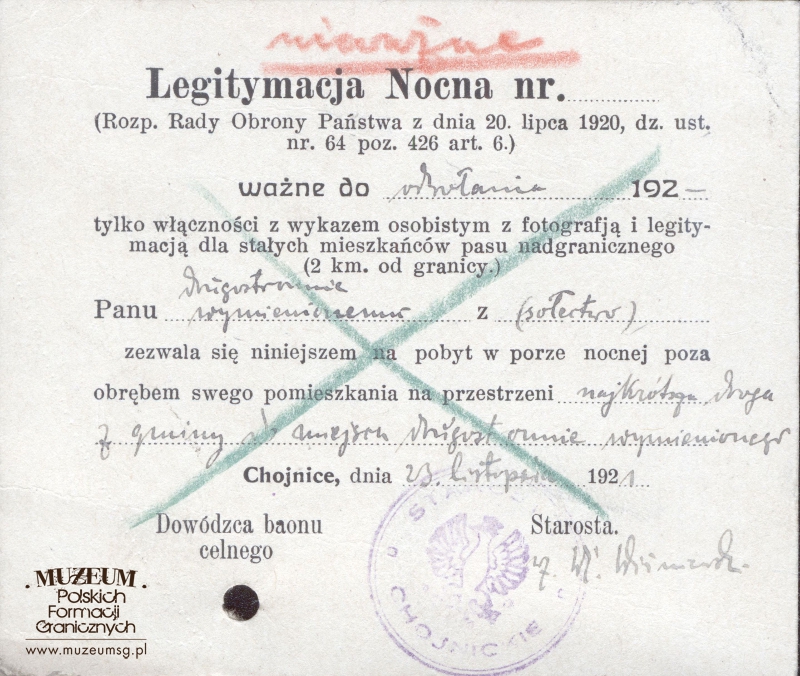 nieważne
Legitymacja Nocna nr. ............
(Rozp. Rady Obrony Państwa z dnia 20. lipca 1920, dz. ust.
nr. 64 poz. 426 art. 6.)
ważne do odwołania 192 –
tylko włączności z wykazem osobistym z fotografją i legity-
macją dla stałych mieszkańców pasu nadgranicznego
(2 km. od granicy.)
drugostronnie
Panu wymienionemu z (sołectwo)
zezwala się niniejszem na pobyt w porze nocnej poza
obrębem swego pomieszkania na przestrzeni najkrótszą drogą
z gminy do miejsca drugostronnie wymienionego
Chojnice, dnia 23. listopada 1921.
Dowódzca baonu
celnego
Starosta.
STA
CHOJNICKIE
MUZEUM
Polskich
Formacji
Granicznych
www.muzeumsg.pl